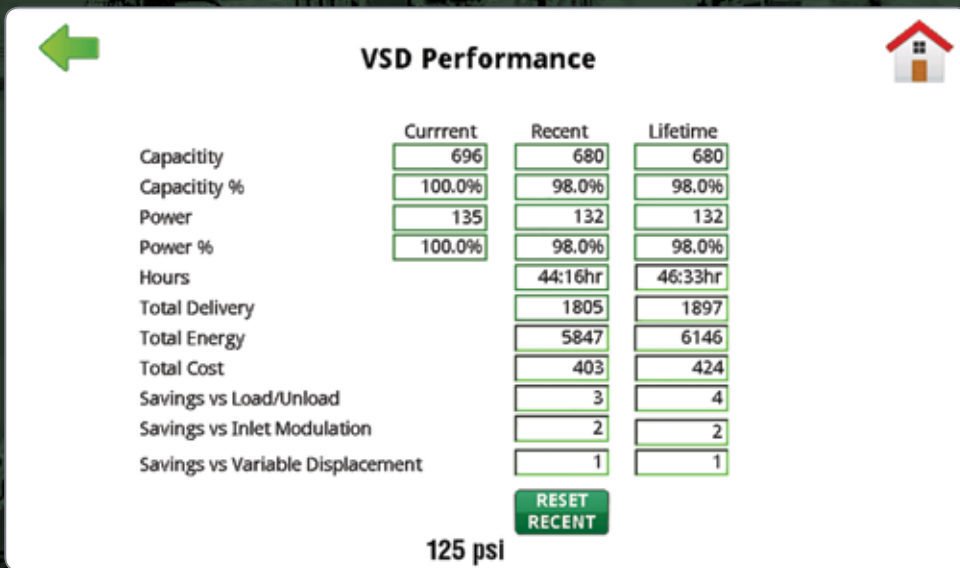 VSD Performance
Currrent Recent Lifetime
Capacitity 696 680 680
Capacitity % 100.0% 98.0% 98.0%
Power 135 132 132
Power % 100.0% 98.0% 98.0%
Hours 44:16hr 46:33hr
Total Delivery 1805 1897
Total Energy 5847 6146
Total Cost 403 424
Savings vs Load/Unload 3 4
Savings vs Inlet Modulation 2 2
Savings vs Variable Displacement 1 1
RESET
RECENT
125 psi